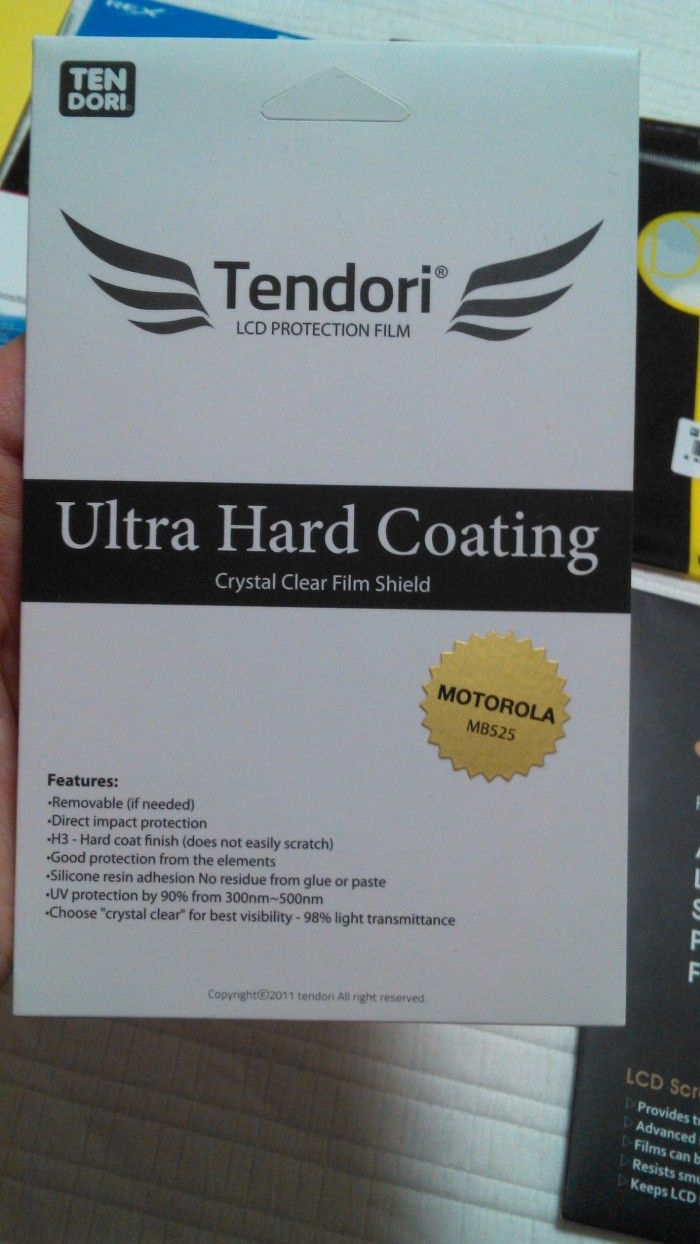 REX
TEN
DORI
Tendori®
LCD PROTECTION FILM
Ultra Hard Coating
Crystal Clear Film Shield
MOTOROLA
MB525
Features:
•Removable (if needed)
•Direct impact protection
•H3 - Hard coat finish (does not easily scratch)
•Good protection from the elements
•Silicone resin adhesion No residue from glue or paste
•UV protection by 90% from 300nm~500nm
•Choose "crystal clear" for best visibility - 98% light transmittance
Copyrightⓒ2011 tendori All right reserved.
LCD Scr
Provides t
Advanced
Films can b
Resists smu
Keeps LCD